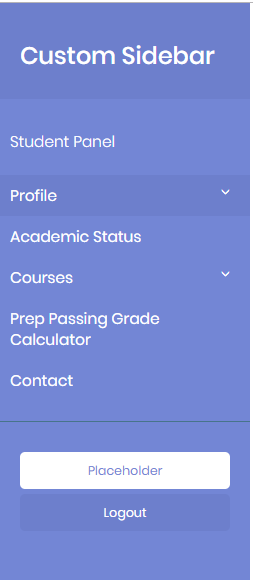 Custom Sidebar
Student Panel
Profile
Academic Status
Courses
Prep Passing Grade
Calculator
Contact
Placeholder
Logout